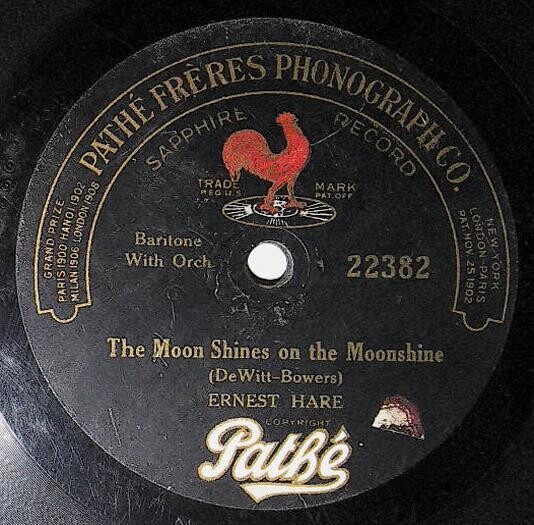 PATHÉ FRÈRES PHONOGRAPH CO.
SAPPHIRE RECORD
GRAND PRIZE
PARIS 1900 HANOI 1902
MILAN 1906 LONDON 1908
NEW YORK
LONDON-PARIS
PAT. NOV. 25 1902
TRADE MARK
REG. U.S. PAT. OFF.
Baritone
With Orch
22382
The Moon Shines on the Moonshine
(DeWitt-Bowers)
ERNEST HARE
COPYRIGHT
Pathé